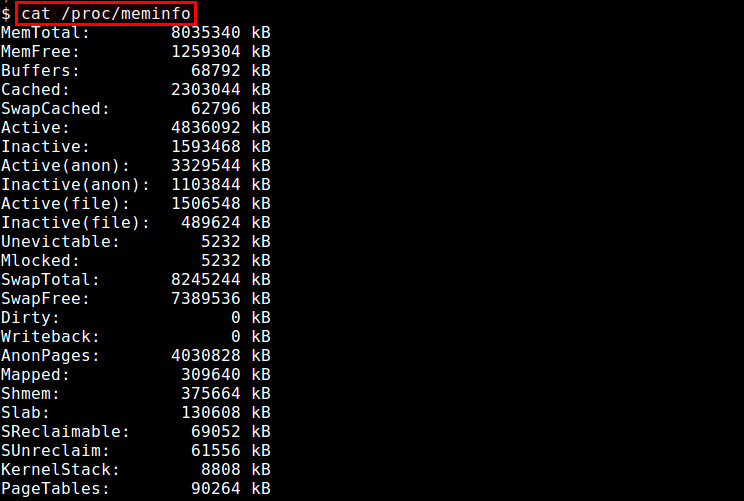 $ cat /proc/meminfo
MemTotal:        8035340 kB
MemFree:         1259304 kB
Buffers:           68792 kB
Cached:          2303044 kB
SwapCached:        62796 kB
Active:          4836092 kB
Inactive:        1593468 kB
Active(anon):    3329544 kB
Inactive(anon):  1103844 kB
Active(file):    1506548 kB
Inactive(file):   489624 kB
Unevictable:        5232 kB
Mlocked:            5232 kB
SwapTotal:       8245244 kB
SwapFree:        7389536 kB
Dirty:                 0 kB
Writeback:             0 kB
AnonPages:       4030828 kB
Mapped:           309640 kB
Shmem:            375664 kB
Slab:             130608 kB
SReclaimable:      69052 kB
SUnreclaim:        61556 kB
KernelStack:        8808 kB
PageTables:        90264 kB